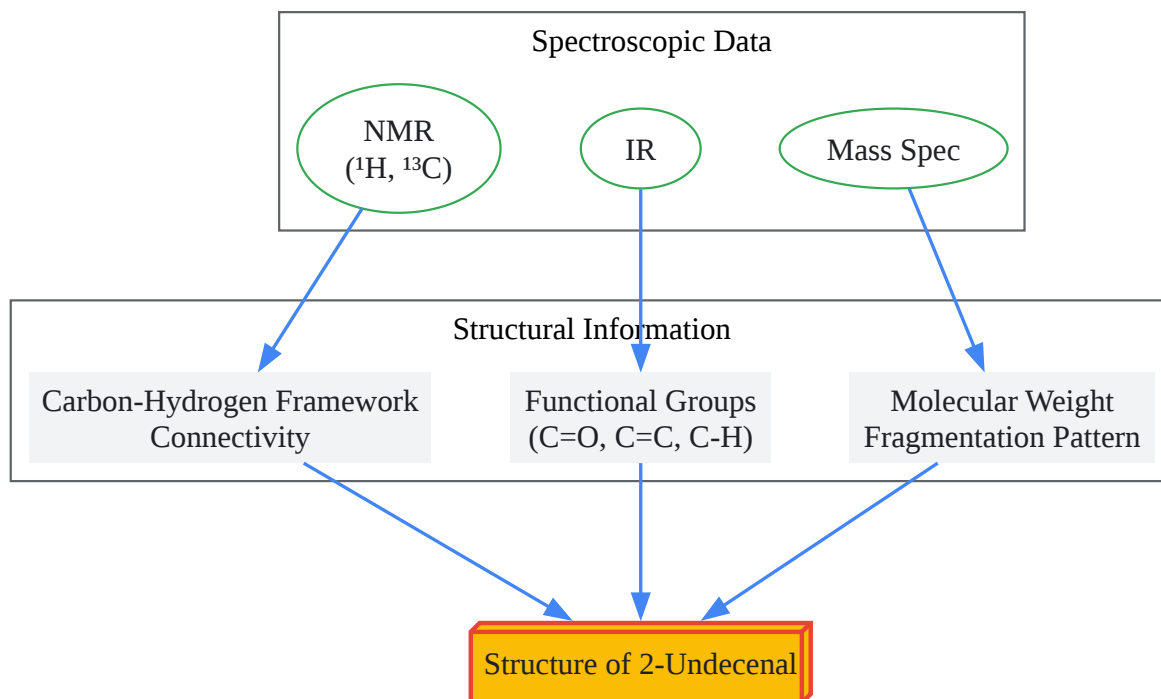 Spectroscopic Data
NMR
(¹H, ¹³C)
IR
Mass Spec
Structural Information
Carbon-Hydrogen Framework
Connectivity
Functional Groups
(C=O, C=C, C-H)
Molecular Weight
Fragmentation Pattern
Structure of 2-Undecenal